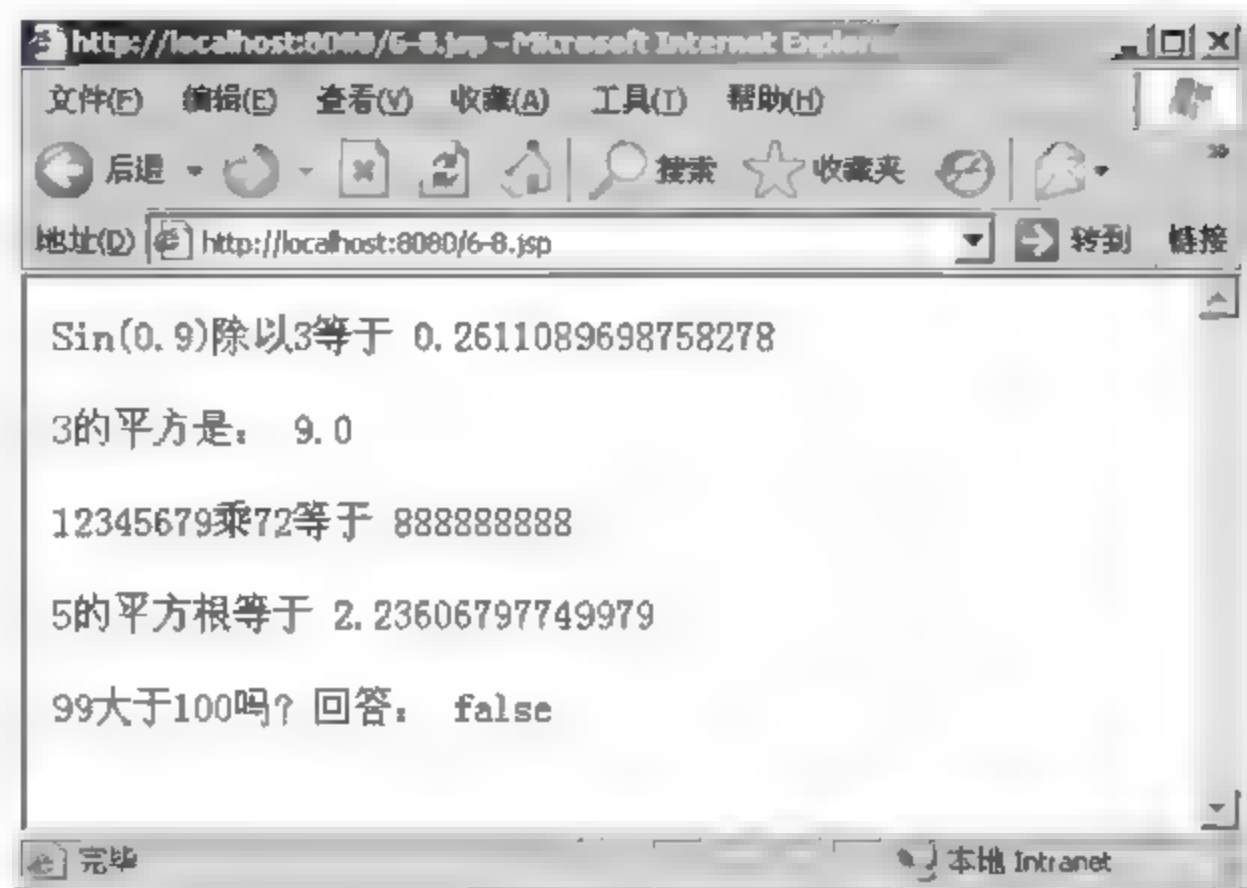 http://localhost:8080/6-8.jsp - Microsoft Internet Explorer
文件(F) 编辑(E) 查看(V) 收藏(A) 工具(T) 帮助(H)
后退 搜索 收藏夹 »
地址(D) http://localhost:8080/6-8.jsp 转到 链接
Sin(0.9)除以3等于 0.2611089698758278
3的平方是： 9.0
12345679乘72等于 888888888
5的平方根等于 2.23606797749979
99大于100吗? 回答： false
完毕 本地 Intranet